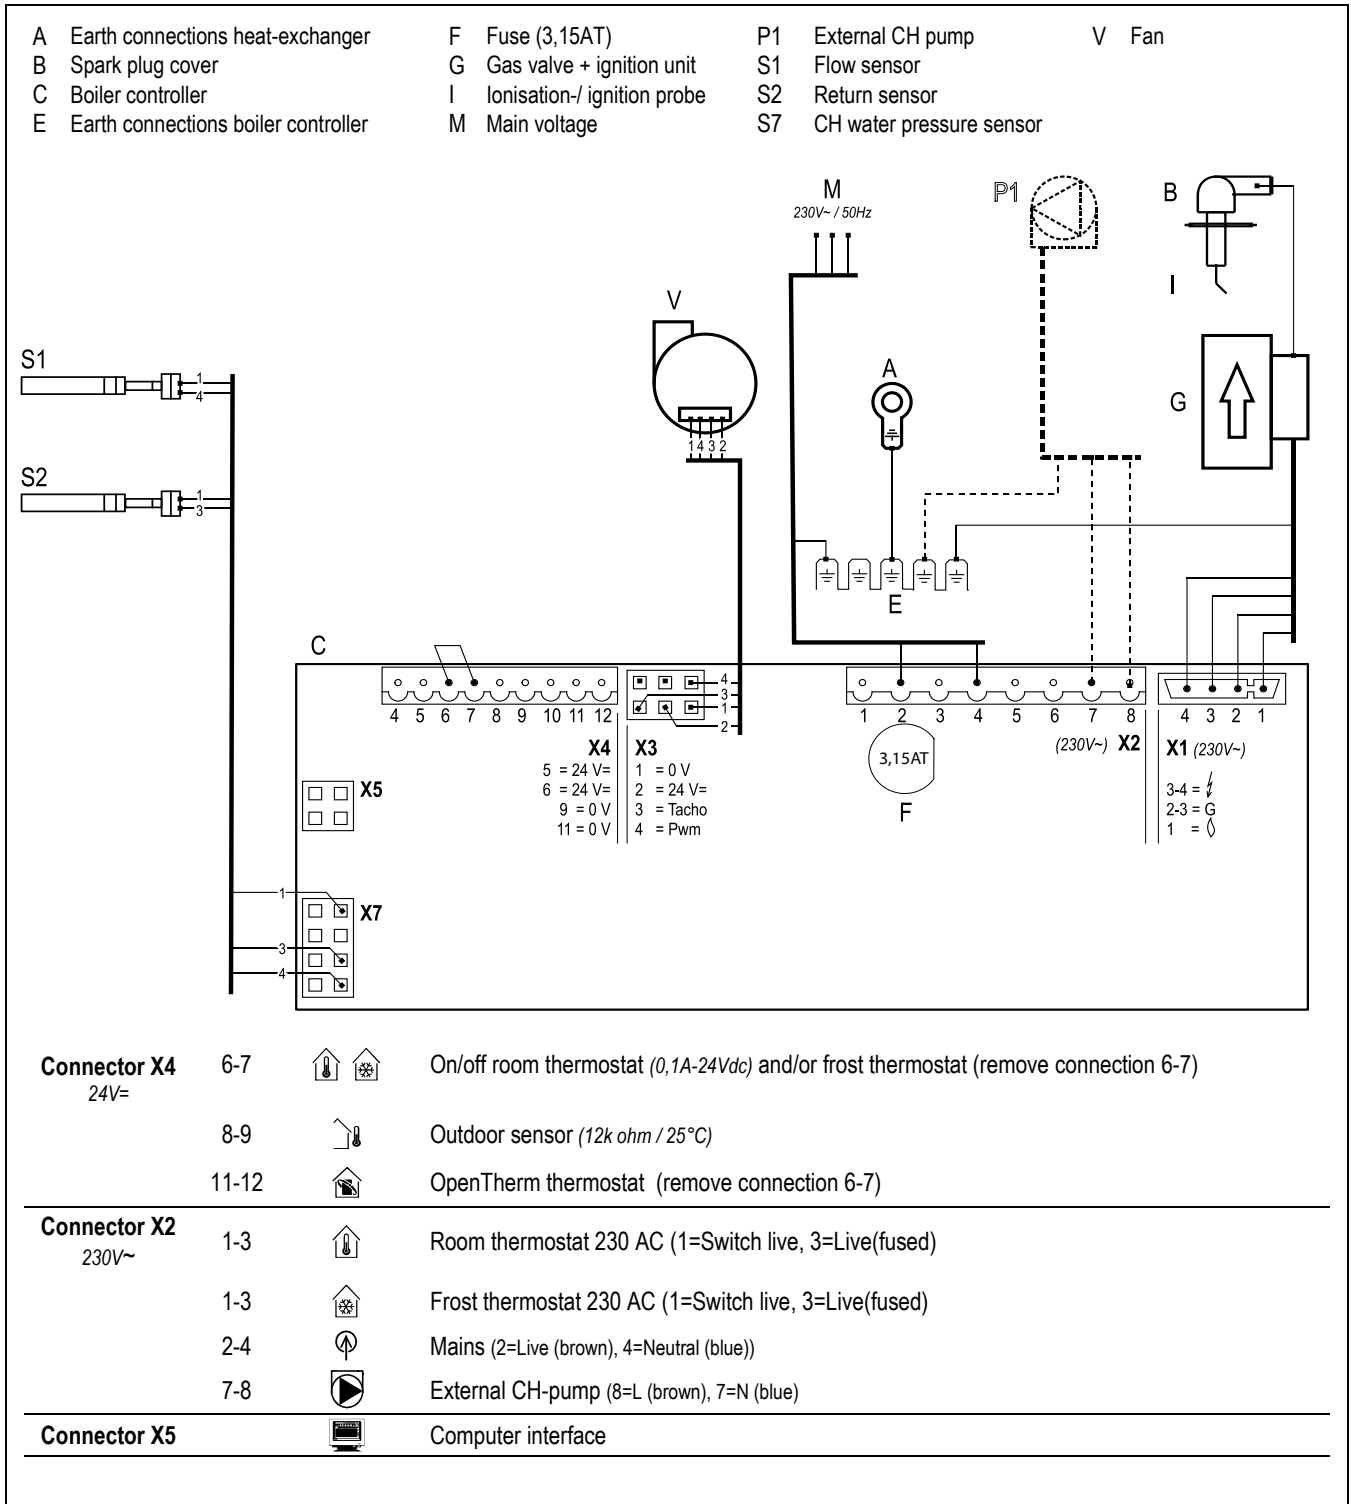 A Earth connections heat-exchanger
B Spark plug cover
C Boiler controller
E Earth connections boiler controller
F Fuse (3,15AT)
G Gas valve + ignition unit
I Ionisation-/ ignition probe
M Main voltage
P1 External CH pump
S1 Flow sensor
S2 Return sensor
S7 CH water pressure sensor
V Fan
M
230V~ / 50Hz
P1
B
I
V
A
G
S1
1
4
S2
1
3
1 4 3 2
E
C
4 5 6 7 8 9 10 11 12
4
3
1
2
1 2 3 4 5 6 7 8
4 3 2 1
X4
5 = 24 V=
6 = 24 V=
9 = 0 V
11 = 0 V
X3
1 = 0 V
2 = 24 V=
3 = Tacho
4 = Pwm
3,15AT
F
(230V~) X2
X1 (230V~)
3-4 =
2-3 = G
1 =
X5
1
X7
3
4
Connector X4 6-7 On/off room thermostat (0,1A-24Vdc) and/or frost thermostat (remove connection 6-7)
24V=
8-9 Outdoor sensor (12k ohm / 25°C)
11-12 OpenTherm thermostat (remove connection 6-7)
Connector X2 1-3 Room thermostat 230 AC (1=Switch live, 3=Live(fused)
230V~
1-3 Frost thermostat 230 AC (1=Switch live, 3=Live(fused)
2-4 Mains (2=Live (brown), 4=Neutral (blue))
7-8 External CH-pump (8=L (brown), 7=N (blue)
Connector X5 Computer interface